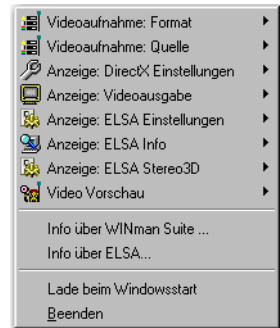 Videoaufnahme: Format
Videoaufnahme: Quelle
Anzeige: DirectX Einstellungen
Anzeige: Videoausgabe
Anzeige: ELSA Einstellungen
Anzeige: ELSA Info
Anzeige: ELSA Stereo3D
Video Vorschau
Info über WINman Suite ...
Info über ELSA...
Lade beim Windowsstart
Beenden